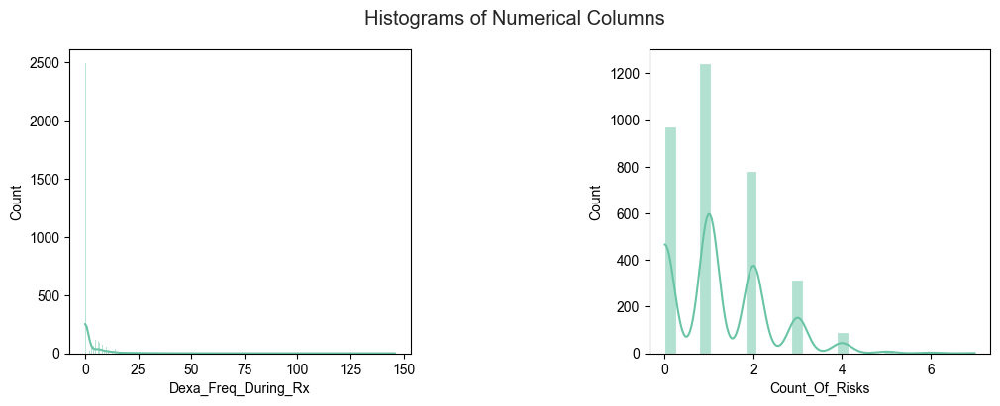 Histograms of Numerical Columns
2500
2000
1500
1000
500
0
Count
0 25 50 75 100 125 150
Dexa_Freq_During_Rx
1200
1000
800
600
400
200
0
Count
0 2 4 6
Count_Of_Risks